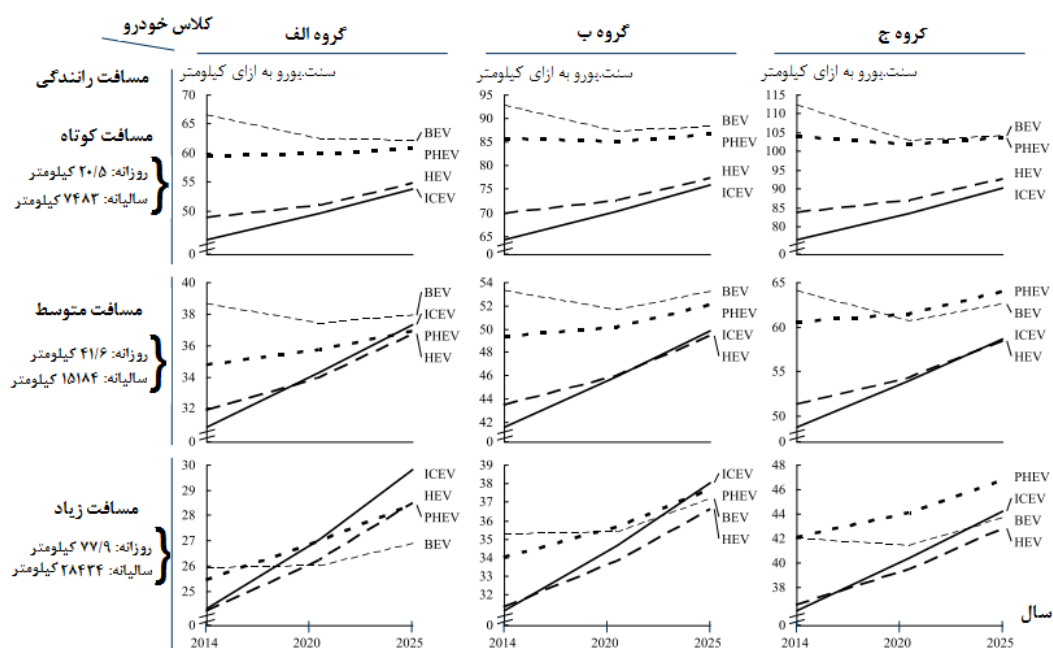 کلاس خودرو
گروه الف
گروه ب
گروه ج
مسافت رانندگی
سنت.یورو به ازای کیلومتر
سنت.یورو به ازای کیلومتر
سنت.یورو به ازای کیلومتر
مسافت کوتاه
روزانه: ۲۰/۵ کیلومتر
سالیانه: ۷۴۸۳ کیلومتر
70
65
60
55
50
0
BEV
PHEV
HEV
ICEV
95
90
85
80
75
70
65
0
BEV
PHEV
HEV
ICEV
115
110
105
100
95
90
85
80
0
BEV
PHEV
HEV
ICEV
مسافت متوسط
روزانه: ۴۱/۶ کیلومتر
سالیانه: ۱۵۱۸۴ کیلومتر
40
38
36
34
32
0
BEV
ICEV
PHEV
HEV
54
52
50
48
46
44
42
0
BEV
PHEV
ICEV
HEV
65
60
55
50
0
PHEV
BEV
ICEV
HEV
مسافت زیاد
روزانه: ۷۷/۹ کیلومتر
سالیانه: ۲۸۴۳۴ کیلومتر
30
29
28
27
26
25
0
ICEV
HEV
PHEV
BEV
39
38
37
36
35
33
32
0
ICEV
PHEV
BEV
HEV
48
46
44
42
40
38
0
PHEV
ICEV
BEV
HEV
سال
2014
2020
2025
2014
2020
2025
2014
2020
2025